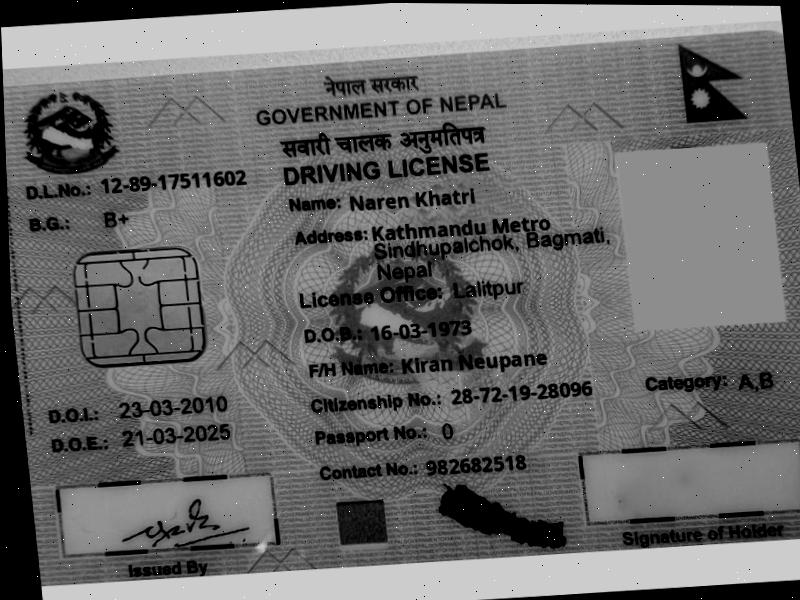 नेपाल सरकार
GOVERNMENT OF NEPAL
सवारी चालक अनुमतिपत्र
DRIVING LICENSE
D.L.No.: 12-89-17511602
B.G.: B+
Name: Naren Khatri
Address: Kathmandu Metro
Sindhupalchok, Bagmati,
Nepal
License Office: Lalitpur
D.O.B.: 16-03-1973
F/H Name: Kiran Neupane
Citizenship No.: 28-72-19-28096
Category: A,B
D.O.I.: 23-03-2010
D.O.E.: 21-03-2025
Passport No.: 0
Contact No.: 982682518
Issued By
Signature of Holder